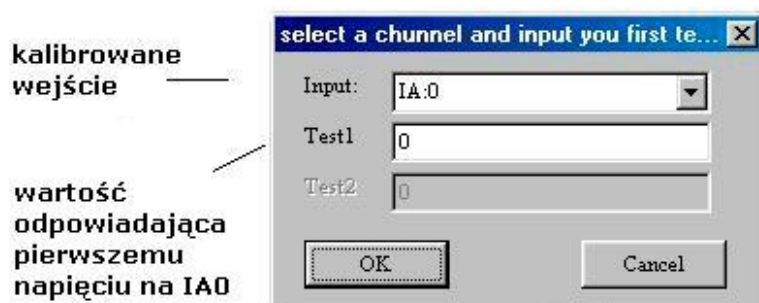 kalibrowane
wejście
wartość
odpowiadająca
pierwszemu
napięciu na IA0
select a chunnel and input you first te...
Input:
IA:0
Test1
0
Test2
0
OK
Cancel